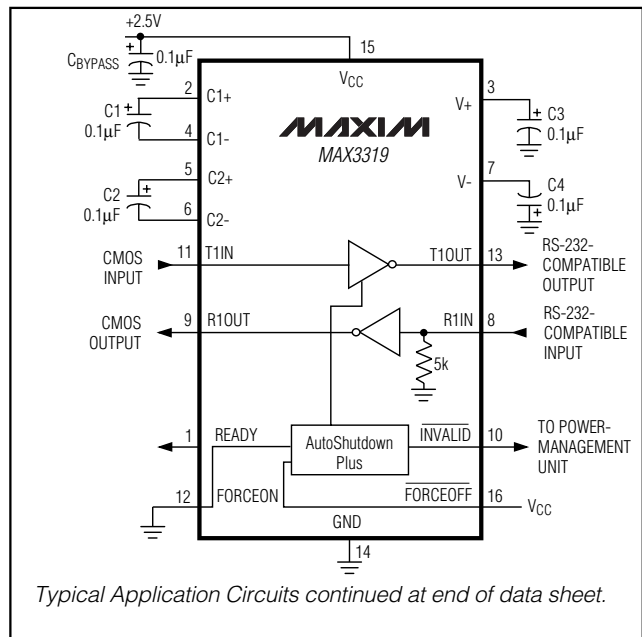 +2.5V
CBYPASS
0.1µF
15
VCC
2
C1+
C1
0.1µF
4
C1-
5
C2+
C2
0.1µF
6
C2-
MAXIM
MAX3319
3
V+
C3
0.1µF
7
V-
C4
0.1µF
CMOS
INPUT
11
T1IN
T1OUT
13
RS-232-
COMPATIBLE
OUTPUT
CMOS
OUTPUT
9
R1OUT
R1IN
8
RS-232-
COMPATIBLE
INPUT
5k
1
READY
AutoShutdown
Plus
INVALID
10
TO POWER-
MANAGEMENT
UNIT
12
FORCEON
FORCEOFF
16
VCC
GND
14
Typical Application Circuits continued at end of data sheet.